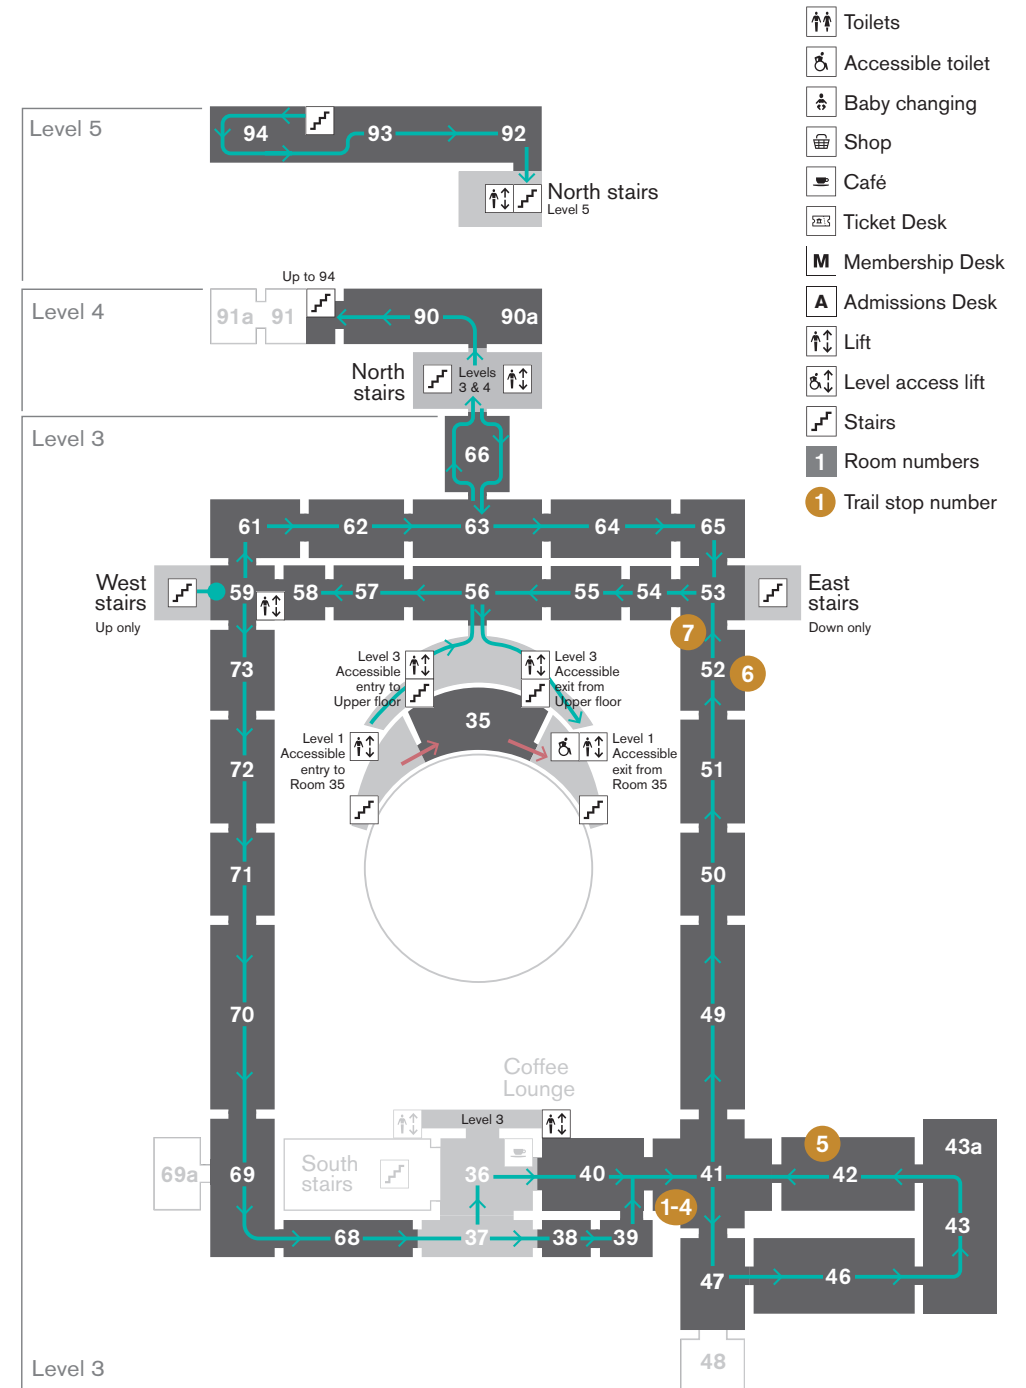 Toilets
Accessible toilet
Baby changing
Shop
Café
Ticket Desk
M Membership Desk
A Admissions Desk
Lift
Level access lift
Stairs
1 Room numbers
1 Trail stop number
Level 5
94
93
92
North stairs
Level 5
Up to 94
Level 4
91a
91
90
90a
North
stairs
Levels
3 & 4
Level 3
66
61
62
63
64
65
West
stairs
Up only
59
58
57
56
55
54
53
East
stairs
Down only
7
73
52
6
Level 3
Accessible
entry to
Upper floor
Level 3
Accessible
exit from
Upper floor
35
Level 1
Accessible
entry to
Room 35
Level 1
Accessible
exit from
Room 35
72
51
71
50
70
49
Coffee
Lounge
Level 3
69a
69
South
stairs
36
40
41
5
42
43a
1-4
68
37
38
39
43
47
46
48
Level 3